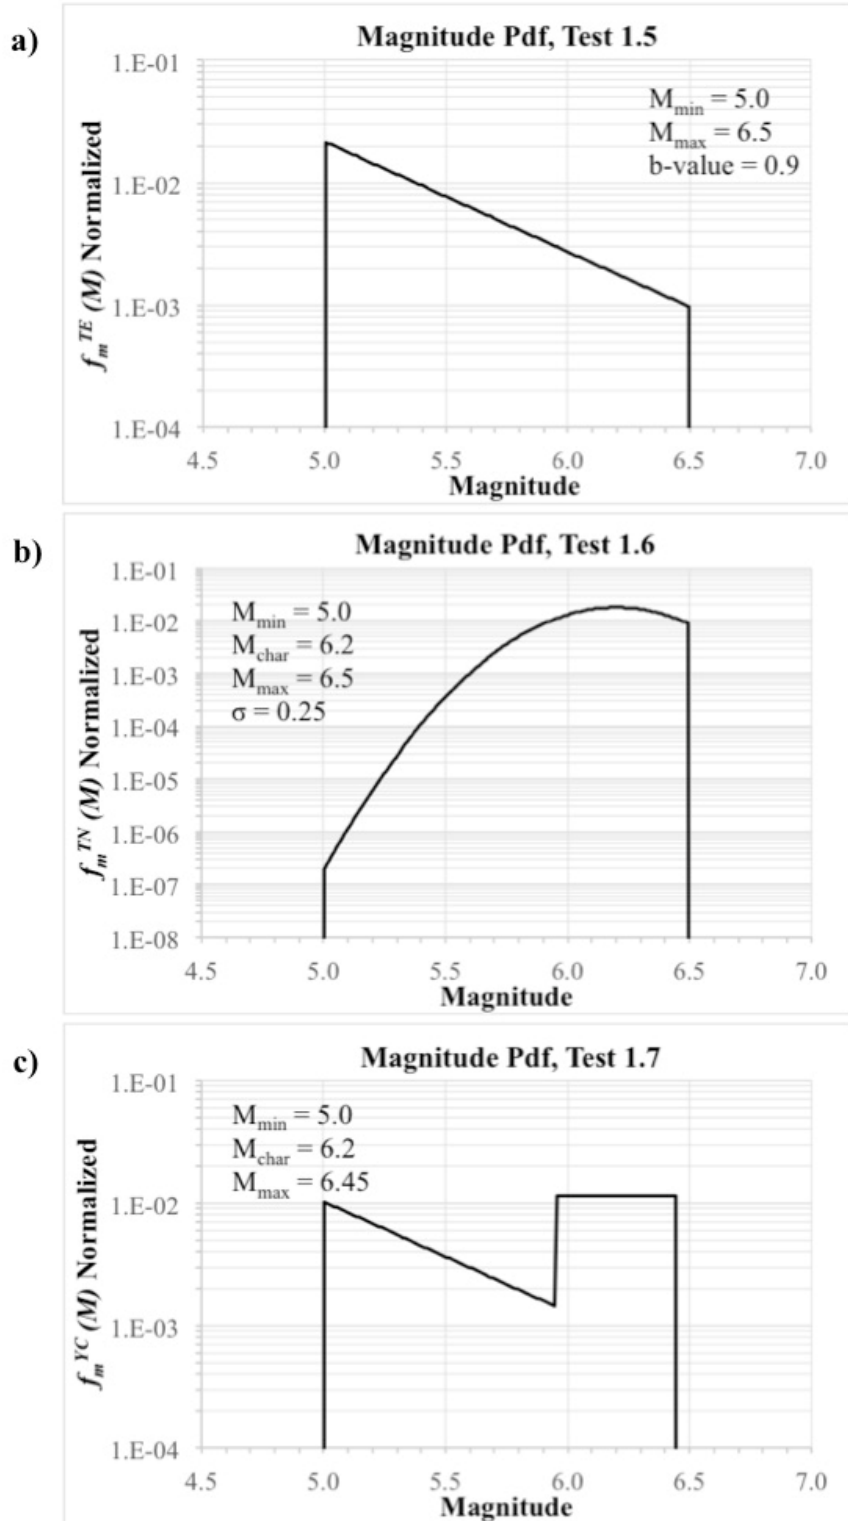 a)
Magnitude Pdf, Test 1.5
1.E-01
1.E-02
1.E-03
1.E-04
f_m^TE (M) Normalized
M_min = 5.0
M_max = 6.5
b-value = 0.9
4.5 5.0 5.5 6.0 6.5 7.0
Magnitude
b)
Magnitude Pdf, Test 1.6
1.E-01
1.E-02
1.E-03
1.E-04
1.E-05
1.E-06
1.E-07
1.E-08
f_m^TN (M) Normalized
M_min = 5.0
M_char = 6.2
M_max = 6.5
σ = 0.25
4.5 5.0 5.5 6.0 6.5 7.0
Magnitude
c)
Magnitude Pdf, Test 1.7
1.E-01
1.E-02
1.E-03
1.E-04
f_m^YC (M) Normalized
M_min = 5.0
M_char = 6.2
M_max = 6.45
4.5 5.0 5.5 6.0 6.5 7.0
Magnitude